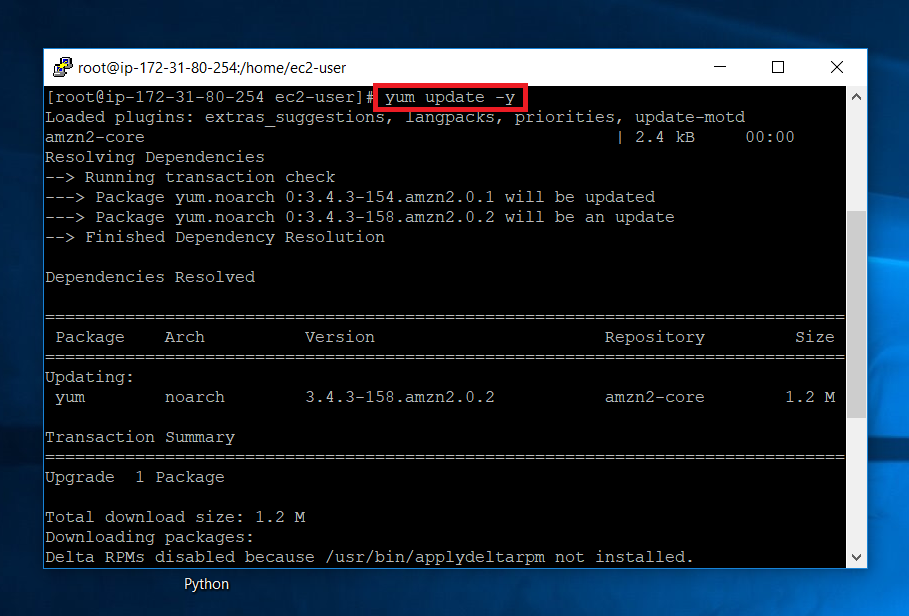 root@ip-172-31-80-254:/home/ec2-user
[root@ip-172-31-80-254 ec2-user]# yum update -y
Loaded plugins: extras_suggestions, langpacks, priorities, update-motd
amzn2-core | 2.4 kB 00:00
Resolving Dependencies
--> Running transaction check
---> Package yum.noarch 0:3.4.3-154.amzn2.0.1 will be updated
---> Package yum.noarch 0:3.4.3-158.amzn2.0.2 will be an update
--> Finished Dependency Resolution
Dependencies Resolved
================================================================================
Package Arch Version Repository Size
================================================================================
Updating:
yum noarch 3.4.3-158.amzn2.0.2 amzn2-core 1.2 M
Transaction Summary
================================================================================
Upgrade 1 Package
Total download size: 1.2 M
Downloading packages:
Delta RPMs disabled because /usr/bin/applydeltarpm not installed.
Python